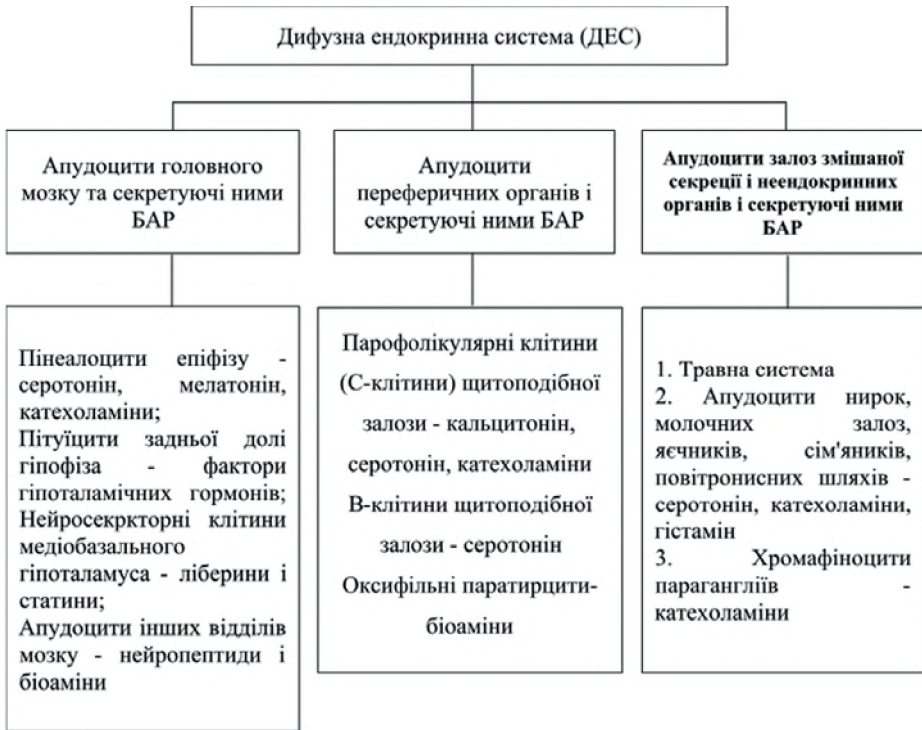 Дифузна ендокринна система (ДЕС)
Апудоцити головного
мозку та секретуючі ними
БАР
Апудоцити
переферичних органів і
секретуючі ними БАР
Апудоцити залоз змішаної
секреції і неендокринних
органів і секретуючі ними
БАР
Пінеалоцити епіфізу -
серотонін, мелатонін,
катехоламіни;
Пітуїцити задньої долі
гіпофіза - фактори
гіпоталамічних гормонів;
Нейросекркторні клітини
медіобазального
гіпоталамуса - ліберини і
статини;
Апудоцити інших відділів
мозку - нейропептиди і
біоаміни
Парофолікулярні клітини
(С-клітини) щитоподібної
залози - кальцитонін,
серотонін, катехоламіни
В-клітини щитоподібної
залози - серотонін
Оксифільні паратирцити-
біоаміни
1. Травна система
2. Апудоцити нирок,
молочних залоз,
яєчників, сім'яників,
повітронисних шляхів -
серотонін, катехоламіни,
гістамін
3. Хромафіноцити
парагангліїв -
катехоламіни